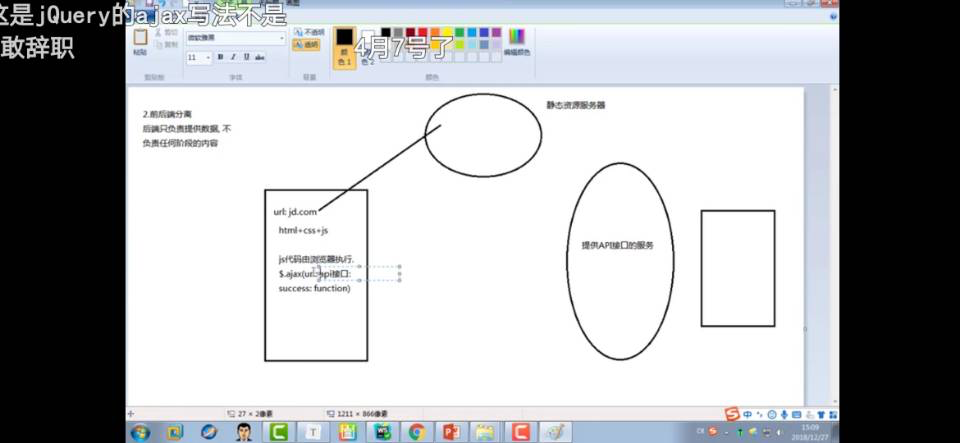 这是jQuery的ajax写法不是
敢辞职
4月7号了
粘贴
剪切
复制
微软雅黑
11
B I U abc
不透明
透明
颜
色 1
色 2
编辑颜色
剪贴板
字体
背景
颜色
2.前后端分离
后端只负责提供数据, 不
负责任何阶段的内容
静态资源服务器
url: jd.com
html+css+js
js代码由浏览器执行.
$.ajax(url: api接口:
success: function)
提供API接口的服务
27 × 2像素
1211 × 866像素
中
15:09
2018/12/27